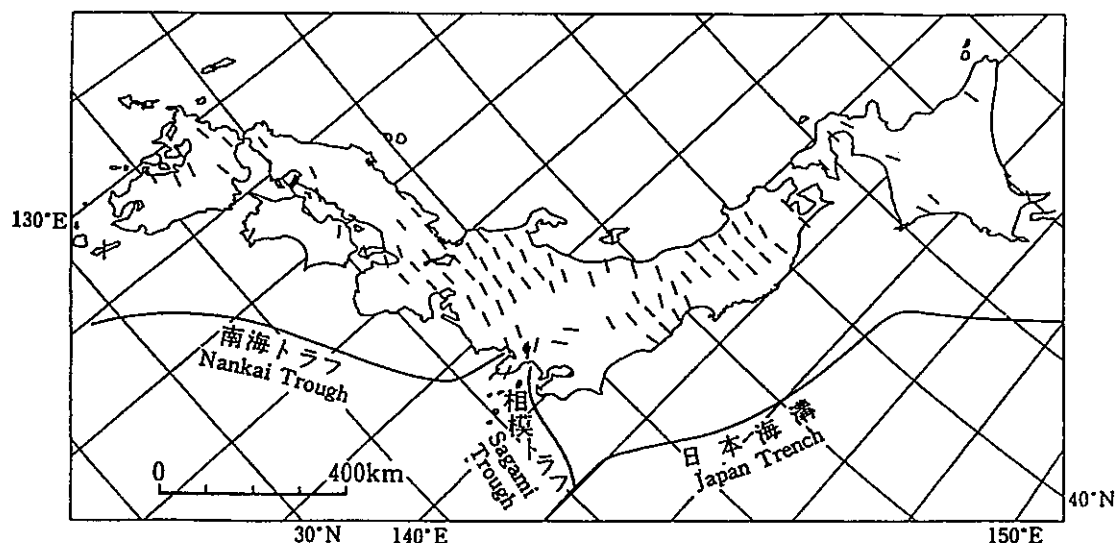 130°E
南海トラフ
Nankai Trough
0
400km
相模トラフ
Sagami
Trough
日本海溝
Japan Trench
40°N
30°N
140°E
150°E